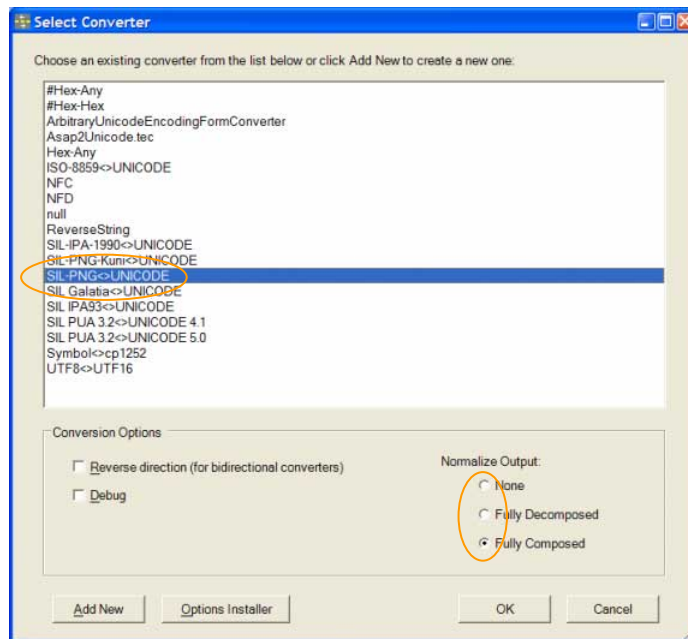 Select Converter
Choose an existing converter from the list below or click Add New to create a new one:
#Hex-Any
#Hex-Hex
ArbitraryUnicodeEncodingFormConverter
Asap2Unicode.tec
Hex-Any
ISO-8859<>UNICODE
NFC
NFD
null
ReverseString
SIL-IPA-1990<>UNICODE
SIL-PNG-Kuni<>UNICODE
SIL-PNG<>UNICODE
SIL Galatia<>UNICODE
SIL IPA93<>UNICODE
SIL PUA 3.2<>UNICODE 4.1
SIL PUA 3.2<>UNICODE 5.0
Symbol<>cp1252
UTF8<>UTF16
Conversion Options
Reverse direction (for bidirectional converters)
Debug
Normalize Output:
None
Fully Decomposed
Fully Composed
Add New Options Installer OK Cancel